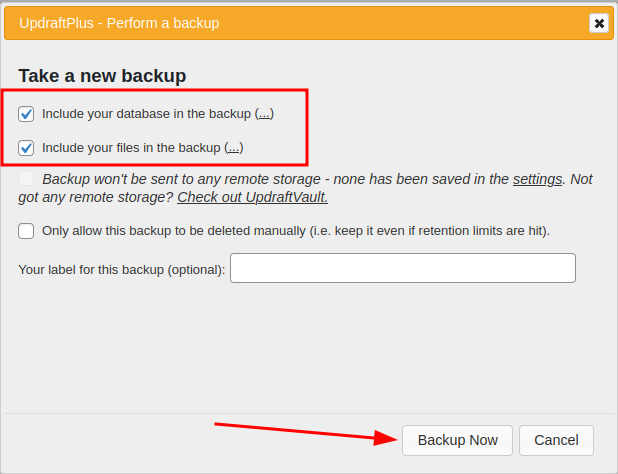 UpdraftPlus - Perform a backup
Take a new backup
Include your database in the backup (...)
Include your files in the backup (...)
Backup won't be sent to any remote storage - none has been saved in the settings. Not
got any remote storage? Check out UpdraftVault.
Only allow this backup to be deleted manually (i.e. keep it even if retention limits are hit).
Your label for this backup (optional):
Backup Now Cancel